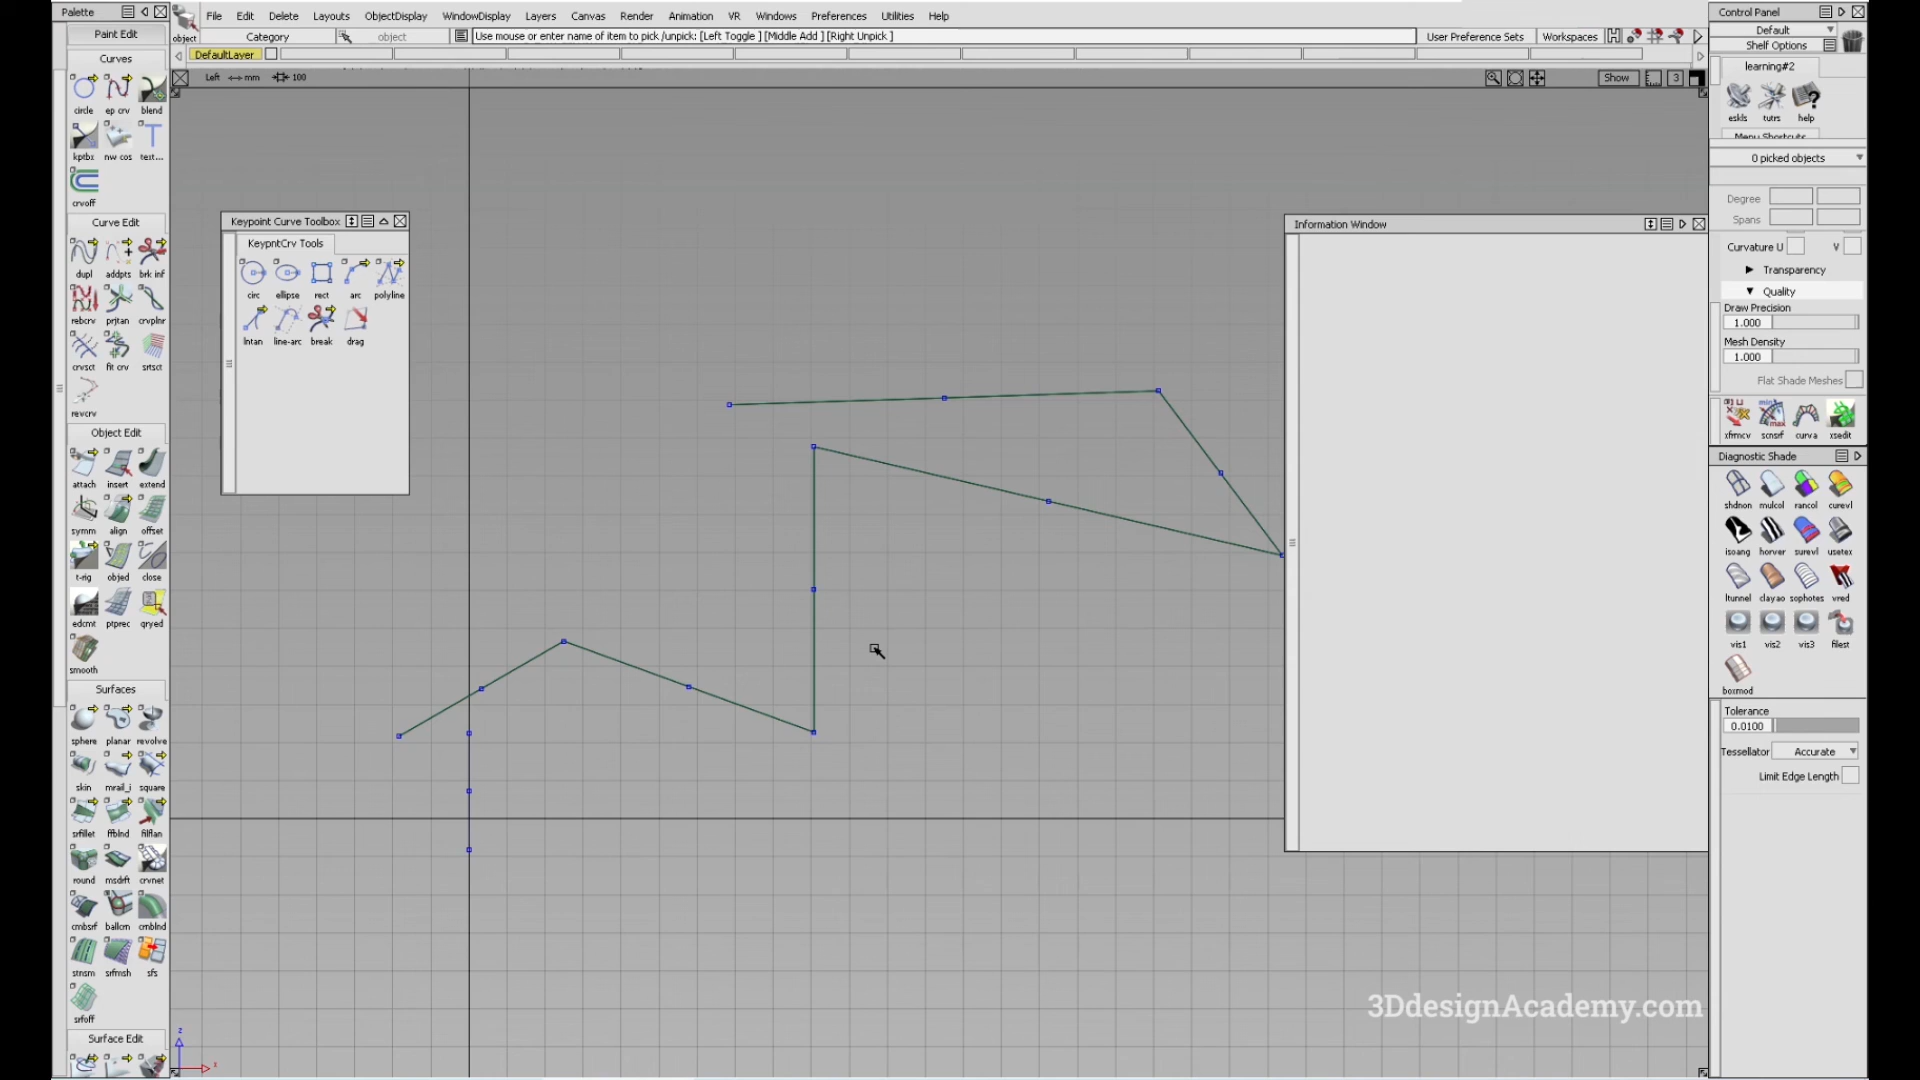 Palette
File Edit Delete Layouts ObjectDisplay WindowDisplay Layers Canvas Render Animation VR Windows Preferences Utilities Help
Control Panel
Paint Edit
object
Category
object
Use mouse or enter name of item to pick /unpick: [Left Toggle ] [Middle Add ] [Right Unpick ]
User Preference Sets
Workspaces
Default
Shelf Options
Curves
DefaultLayer
learning#2
Left mm 100
Show
3
circle ep crv blend
eskls tutrs help
Menu Shortcuts
kptbx nw cos text...
0 picked objects
crvoff
Degree
Spans
Curve Edit
Keypoint Curve Toolbox
Information Window
KeypntCrv Tools
Curvature U V
dupl addpts brk inf
Transparency
circ ellipse rect arc polyline
Quality
Draw Precision
rebcrv prjtan crvplnr
1.000
lntan line-arc break drag
Mesh Density
1.000
crvsct fit crv srtsct
Flat Shade Meshes
revcrv
xfrmcv scnsrf curva xsedit
Object Edit
Diagnostic Shade
attach insert extend
shdnon mulcol rancol curevl
symm align offset
isoang horver surevl usetex
t-rig objed close
ltunnel clayao sophotes vred
edcmt ptprec qryed
vis1 vis2 vis3 filest
smooth
boxmod
Surfaces
Tolerance
0.0100
sphere planar revolve
Tessellator Accurate
Limit Edge Length
skin mrail_i square
srfillet ffblnd filflan
round msdrft crvnet
cmbsrf ballcrn cmblnd
stnsrn srfmsh sfs
srfoff
3DdesignAcademy.com
Surface Edit
z
x